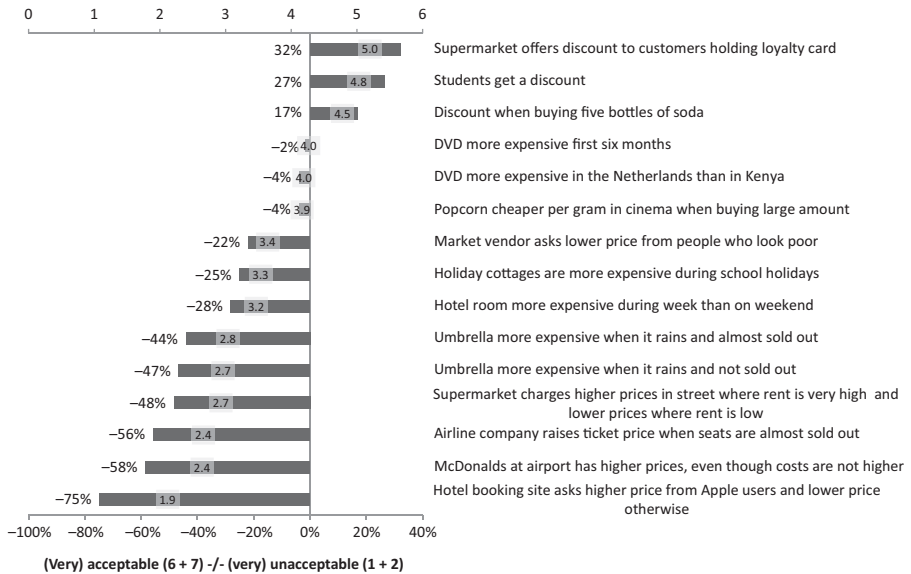 0 1 2 3 4 5 6
32% 5.0 Supermarket offers discount to customers holding loyalty card
27% 4.8 Students get a discount
17% 4.5 Discount when buying five bottles of soda
−2% 4.0 DVD more expensive first six months
−4% 4.0 DVD more expensive in the Netherlands than in Kenya
−4% 3.9 Popcorn cheaper per gram in cinema when buying large amount
−22% 3.4 Market vendor asks lower price from people who look poor
−25% 3.3 Holiday cottages are more expensive during school holidays
−28% 3.2 Hotel room more expensive during week than on weekend
−44% 2.8 Umbrella more expensive when it rains and almost sold out
−47% 2.7 Umbrella more expensive when it rains and not sold out
−48% 2.7 Supermarket charges higher prices in street where rent is very high and
lower prices where rent is low
−56% 2.4 Airline company raises ticket price when seats are almost sold out
−58% 2.4 McDonalds at airport has higher prices, even though costs are not higher
−75% 1.9 Hotel booking site asks higher price from Apple users and lower price
otherwise
−100% −80% −60% −40% −20% 0% 20% 40%
(Very) acceptable (6 + 7) -/- (very) unacceptable (1 + 2)